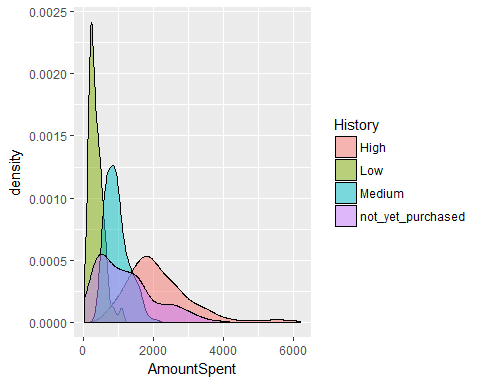 0.0025
0.0020
0.0015
0.0010
0.0005
0.0000
density
0 2000 4000 6000
AmountSpent
History
High
Low
Medium
not_yet_purchased